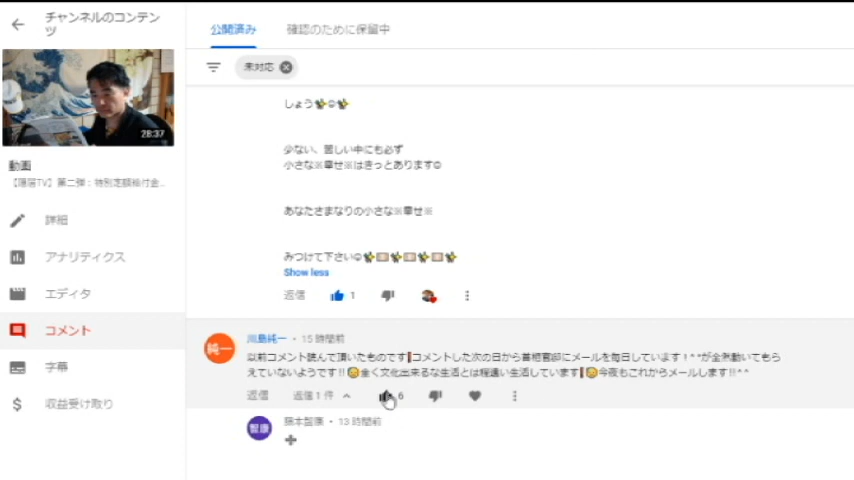 チャンネルのコンテン
ツ
28:37
動画
【隠居TV】第二弾：特別定額給付金...
詳細
アナリティクス
エディタ
コメント
字幕
収益受け取り
公開済み
確認のために保留中
未対応
しょう
少ない、苦しい中にも必ず
小さな※幸せ※はきっとあります
あなたさまなりの小さな※幸せ※
みつけて下さい
Show less
返信
1
純一
川島純一・15 時間前
以前コメント読んで頂いたものですコメントした次の日から首相官邸にメールを毎日しています！^^が全然動いてもら
えていないようです!!全く文化出来るな生活とは程遠い生活しています今夜もこれからメールします!!^^
返信
返信 1 件
6
智康
藤本智康・13 時間前